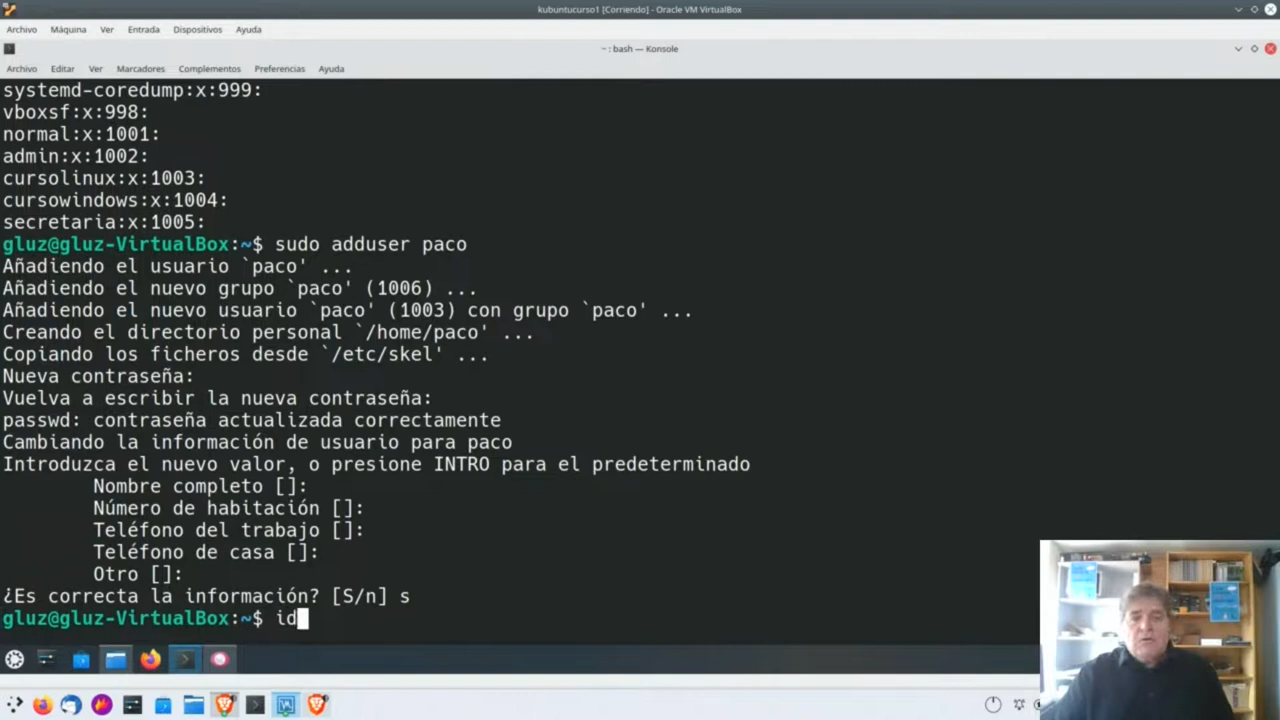 kubuntucurso1 [Corriendo] - Oracle VM VirtualBox
Archivo Máquina Ver Entrada Dispositivos Ayuda
~ : bash — Konsole
Archivo Editar Ver Marcadores Complementos Preferencias Ayuda
systemd-coredump:x:999:
vboxsf:x:998:
normal:x:1001:
admin:x:1002:
cursolinux:x:1003:
cursowindows:x:1004:
secretaria:x:1005:
gluz@gluz-VirtualBox:~$ sudo adduser paco
Añadiendo el usuario `paco' ...
Añadiendo el nuevo grupo `paco' (1006) ...
Añadiendo el nuevo usuario `paco' (1003) con grupo `paco' ...
Creando el directorio personal `/home/paco' ...
Copiando los ficheros desde `/etc/skel' ...
Nueva contraseña:
Vuelva a escribir la nueva contraseña:
passwd: contraseña actualizada correctamente
Cambiando la información de usuario para paco
Introduzca el nuevo valor, o presione INTRO para el predeterminado
Nombre completo []:
Número de habitación []:
Teléfono del trabajo []:
Teléfono de casa []:
Otro []:
¿Es correcta la información? [S/n] s
gluz@gluz-VirtualBox:~$ id